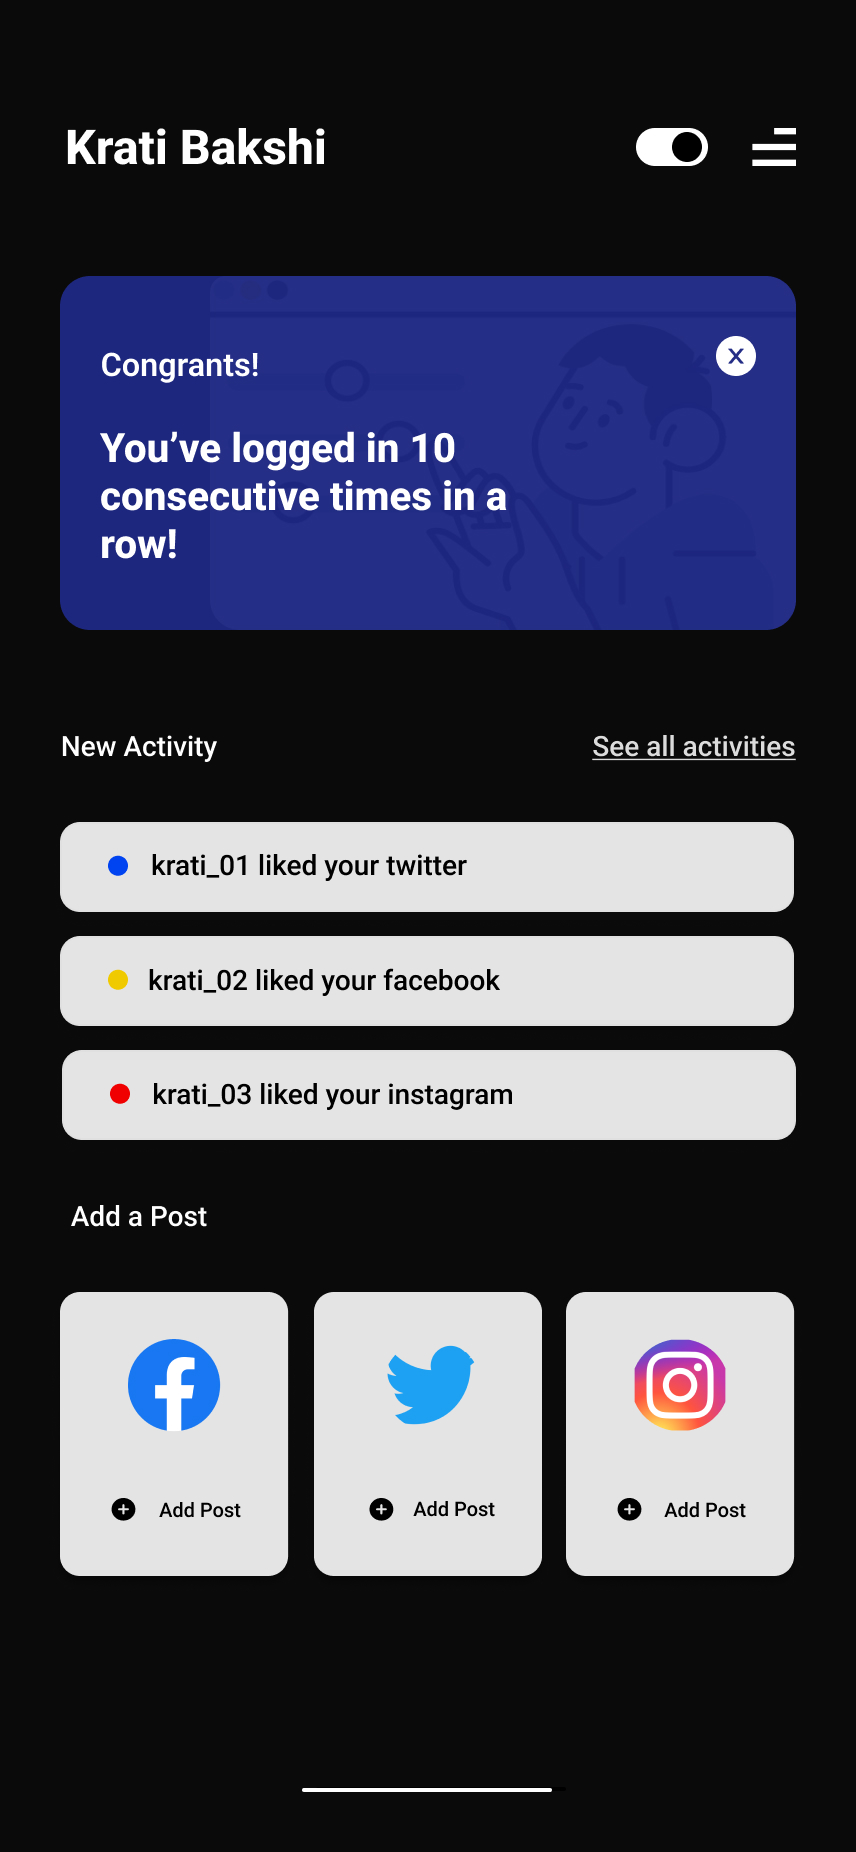 Krati Bakshi
Congrants!
X
You’ve logged in 10
consecutive times in a
row!
New Activity
See all activities
krati_01 liked your twitter
krati_02 liked your facebook
krati_03 liked your instagram
Add a Post
Add Post
Add Post
Add Post